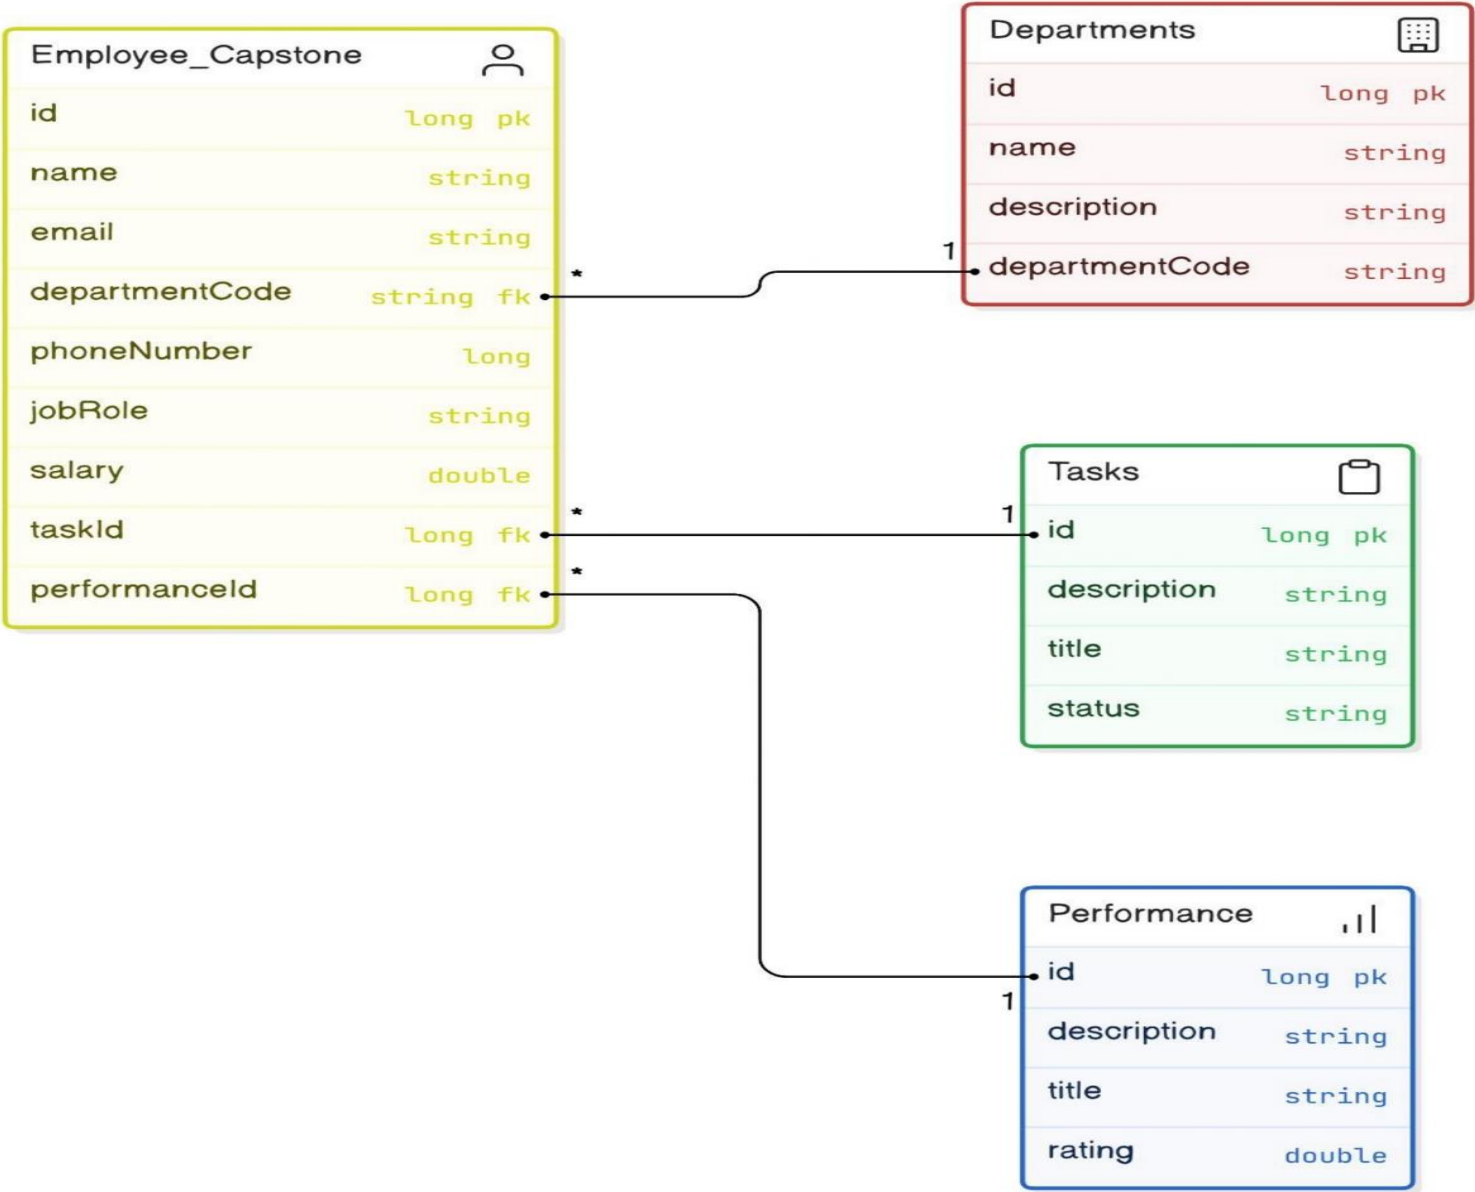 Employee_Capstone
id long pk
name string
email string
departmentCode string fk
phoneNumber long
jobRole string
salary double
taskId long fk
performanceId long fk
*
1
*
1
*
1
Departments
id long pk
name string
description string
departmentCode string
Tasks
id long pk
description string
title string
status string
Performance
id long pk
description string
title string
rating double